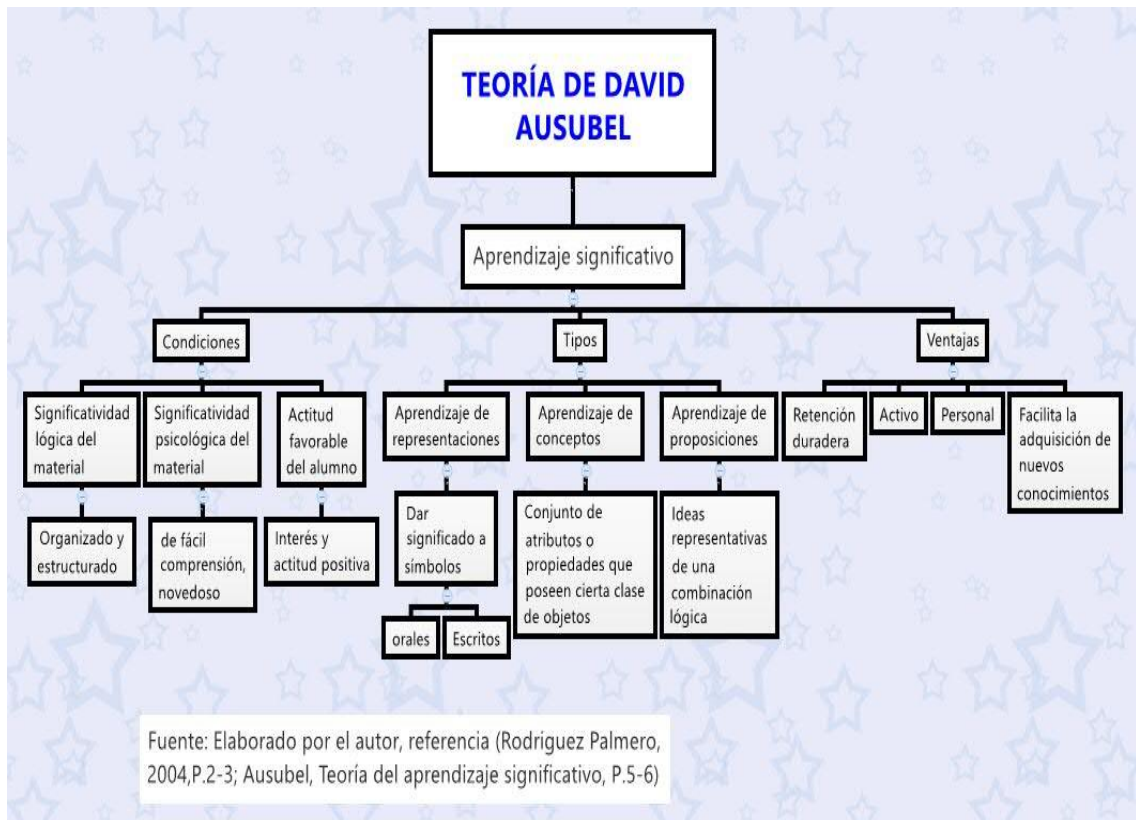 TEORÍA DE DAVID
AUSUBEL
Aprendizaje significativo
Condiciones
Tipos
Ventajas
Significatividad
lógica del
material
Significatividad
psicológica del
material
Actitud
favorable
del alumno
Aprendizaje de
representaciones
Aprendizaje de
conceptos
Aprendizaje de
proposiciones
Retención
duradera
Activo
Personal
Facilita la
adquisición de
nuevos
conocimientos
Organizado y
estructurado
de fácil
comprensión,
novedoso
Interés y
actitud positiva
Dar
significado a
símbolos
Conjunto de
atributos o
propiedades que
poseen cierta clase
de objetos
Ideas
representativas
de una
combinación
lógica
orales
Escritos
Fuente: Elaborado por el autor, referencia (Rodriguez Palmero,
2004,P.2-3; Ausubel, Teoría del aprendizaje significativo, P.5-6)